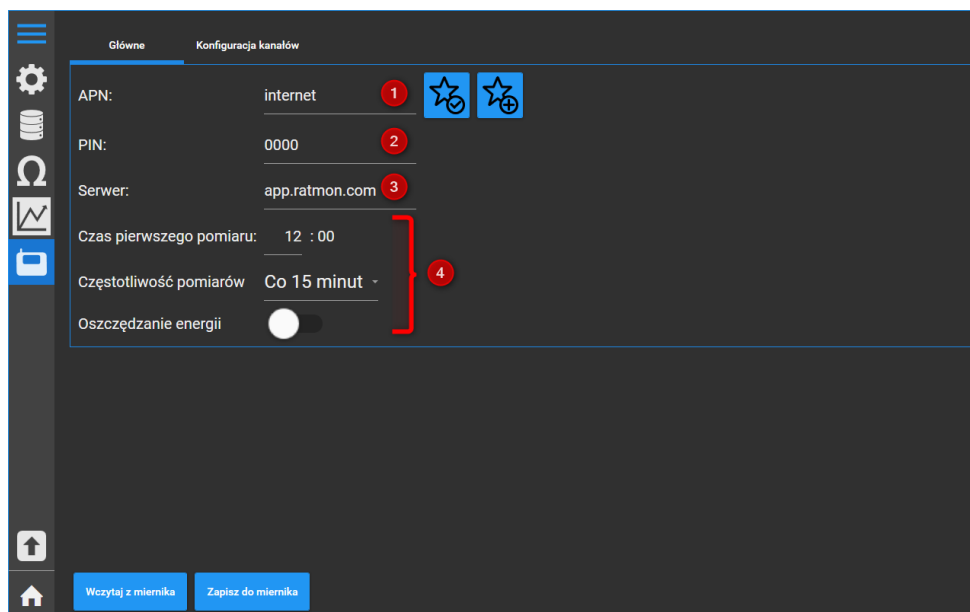 Główne Konfiguracja kanałów
APN: internet 1
PIN: 0000 2
Serwer: app.ratmon.com 3
Czas pierwszego pomiaru: 12 : 00
Częstotliwość pomiarów Co 15 minut 4
Oszczędzanie energii
Wczytaj z miernika Zapisz do miernika